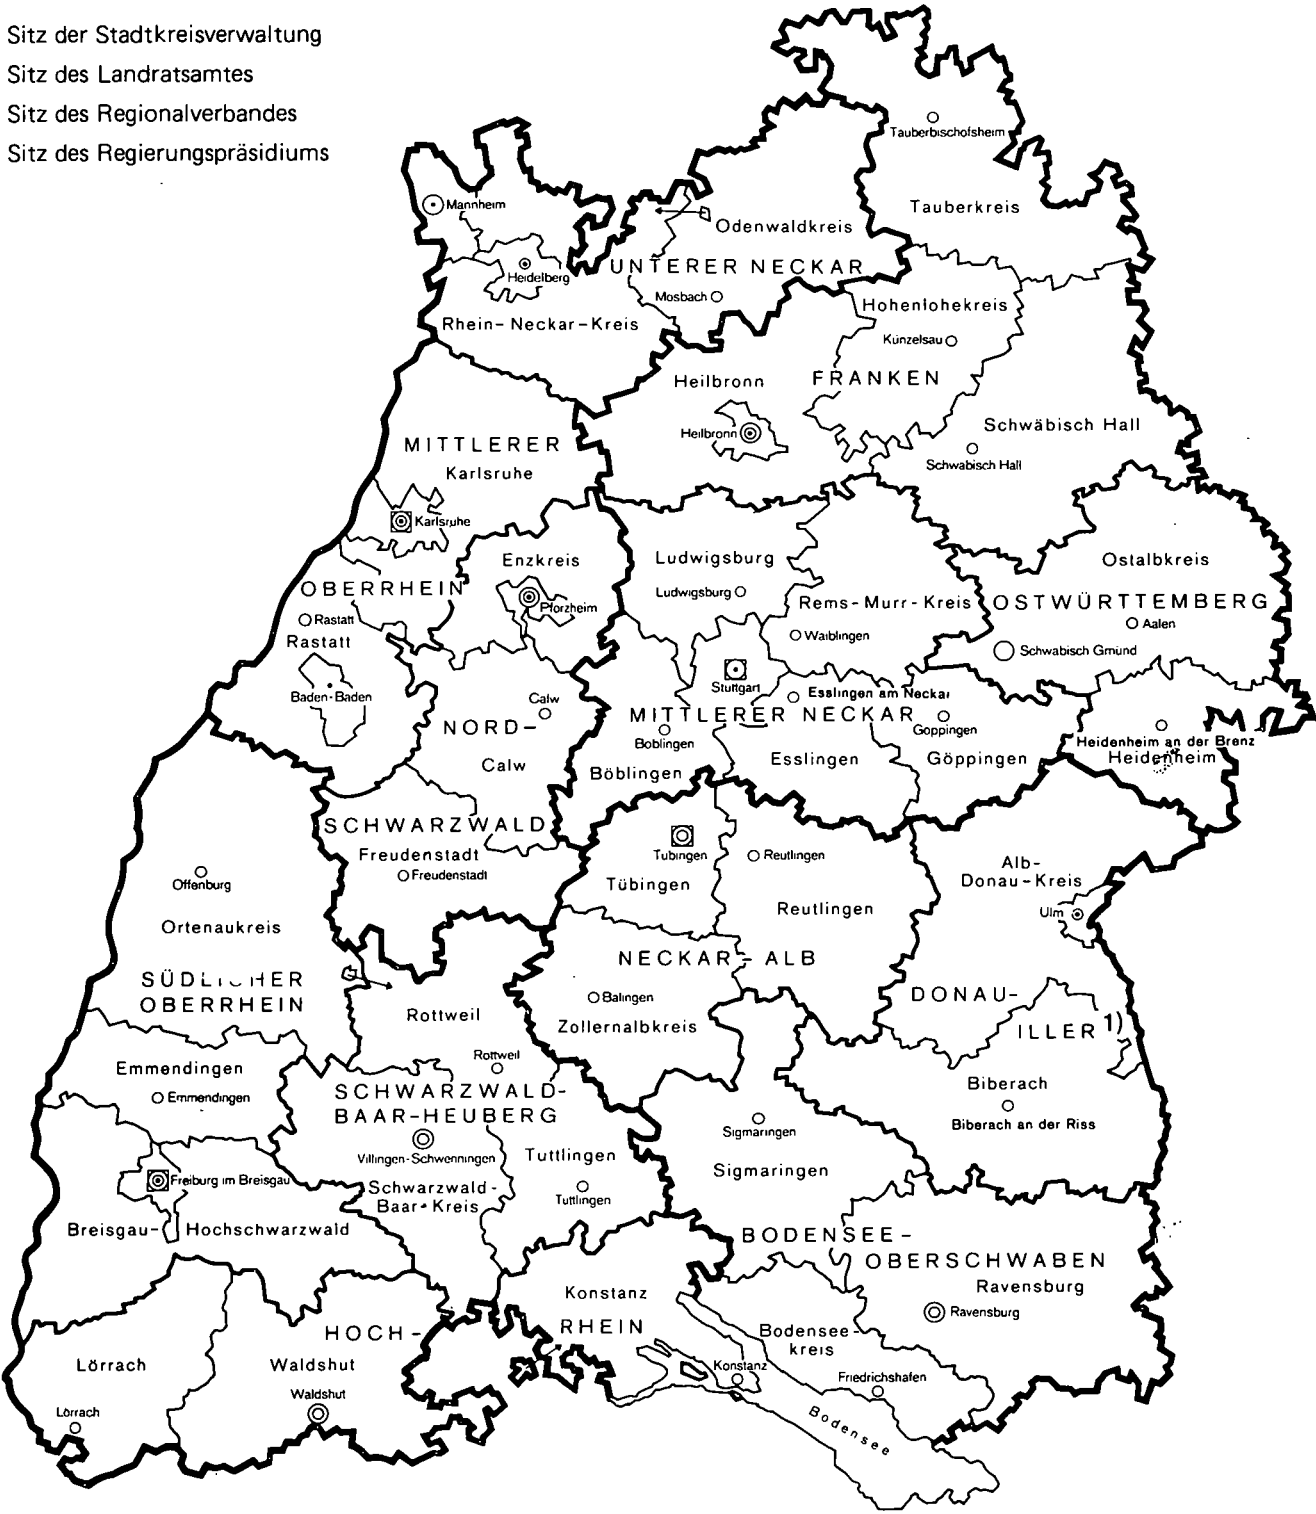 Sitz der Stadtkreisverwaltung
Sitz des Landratsamtes
Sitz des Regionalverbandes
Sitz des Regierungspräsidiums
Tauberbischofsheim
Mannheim
Tauberkreis
Odenwaldkreis
Heidelberg
UNTERER NECKAR
Mosbach
Hohenlohekreis
Rhein-Neckar-Kreis
Künzelsau
Heilbronn
FRANKEN
Schwäbisch Hall
Heilbronn
MITTLERER
Karlsruhe
Schwäbisch Hall
Karlsruhe
Enzkreis
Ludwigsburg
Ostalbkreis
OBERRHEIN
Ludwigsburg
Pforzheim
Rems-Murr-Kreis
OSTWÜRTTEMBERG
Rastatt
Rastatt
Waiblingen
Aalen
Schwäbisch Gmünd
Baden-Baden
Stuttgart
Esslingen am Neckar
Calw
NORD-
MITTLERER NECKAR
Göppingen
Böblingen
Heidenheim an der Brenz
Heidenheim
Calw
Böblingen
Esslingen
Göppingen
SCHWARZWALD
Freudenstadt
Freudenstadt
Tübingen
Reutlingen
Tübingen
Alb-
Donau-Kreis
Offenburg
Reutlingen
Ulm
Ortenaukreis
NECKAR-ALB
SÜDLICHER
OBERRHEIN
Balingen
DONAU-
Rottweil
Zollernalbkreis
ILLER 1)
Emmendingen
Rottweil
Emmendingen
SCHWARZWALD-
BAAR-HEUBERG
Biberach
Biberach an der Riss
Sigmaringen
Villingen-Schwenningen
Tuttlingen
Sigmaringen
Freiburg im Breisgau
Schwarzwald-
Baar-Kreis
Tuttlingen
Breisgau-Hochschwarzwald
BODENSEE-
OBERSCHWABEN
Konstanz
Ravensburg
Ravensburg
HOCH-
RHEIN
Bodensee-
kreis
Lörrach
Waldshut
Konstanz
Friedrichshafen
Waldshut
Lörrach
Bodensee